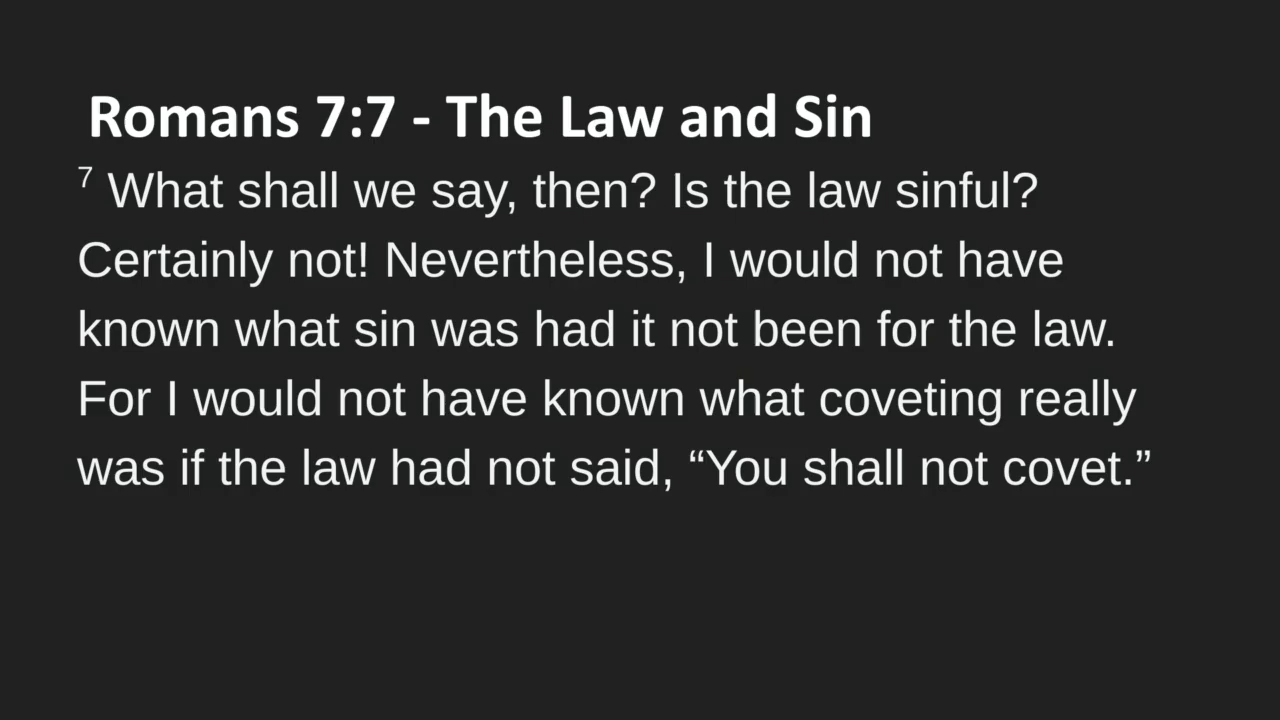 Romans 7:7 - The Law and Sin
7 What shall we say, then? Is the law sinful?
Certainly not! Nevertheless, I would not have
known what sin was had it not been for the law.
For I would not have known what coveting really
was if the law had not said, “You shall not covet.”